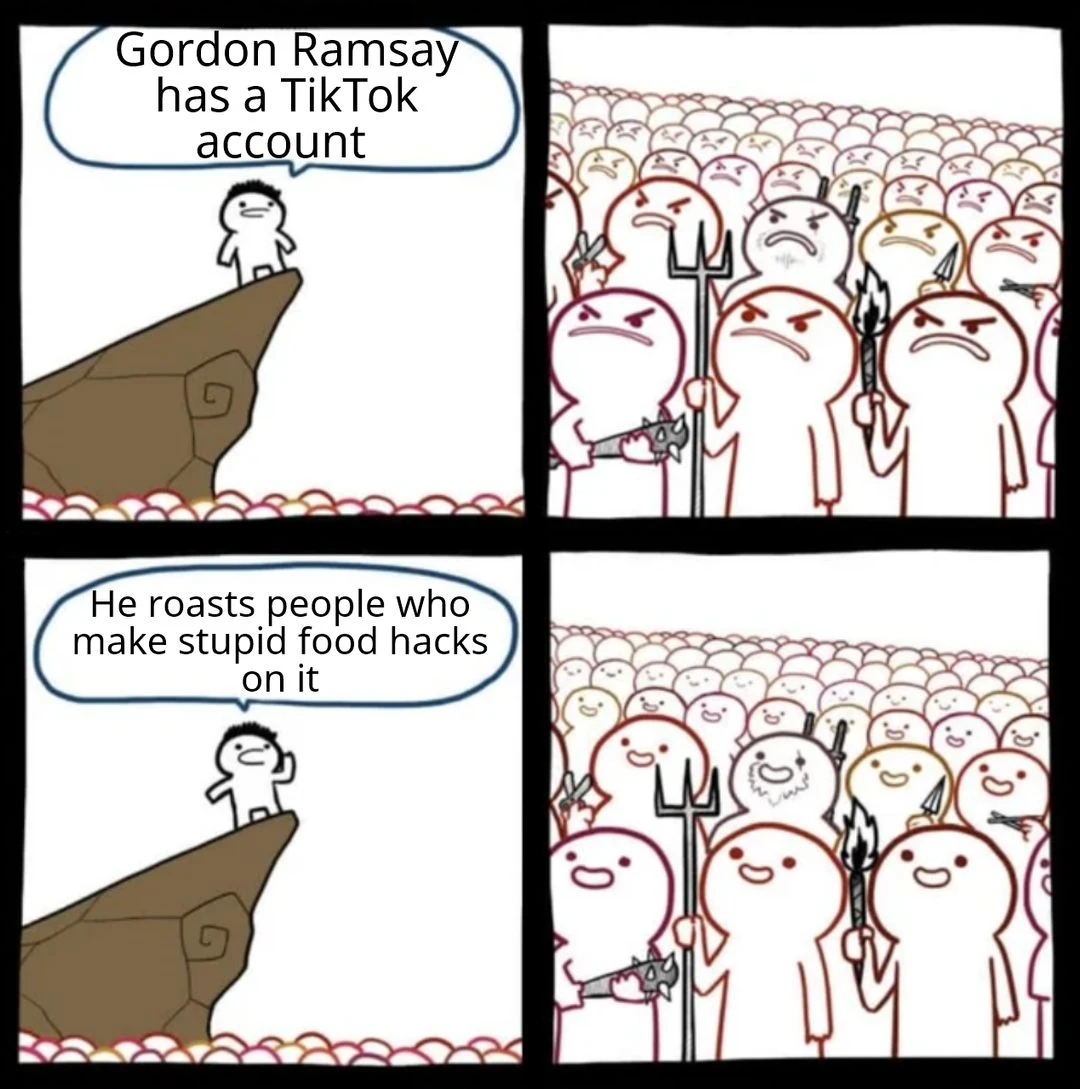 Gordon Ramsay
has a TikTok
account
He roasts people who
make stupid food hacks
on it